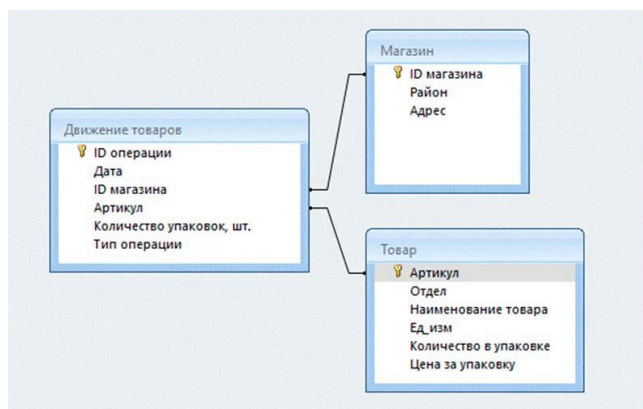 Магазин
ID магазина
Район
Адрес
Движение товаров
ID операции
Дата
ID магазина
Артикул
Количество упаковок, шт.
Тип операции
Товар
Артикул
Отдел
Наименование товара
Ед_изм
Количество в упаковке
Цена за упаковку